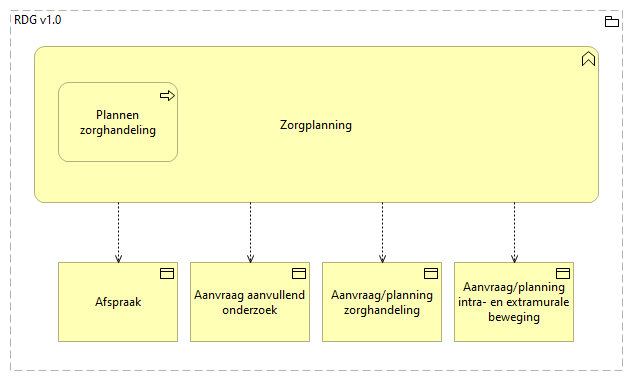 RDG v1.0
Plannen
zorghandeling
Zorgplanning
Afspraak
Aanvraag aanvullend
onderzoek
Aanvraag/planning
zorghandeling
Aanvraag/planning
intra- en extramurale
beweging